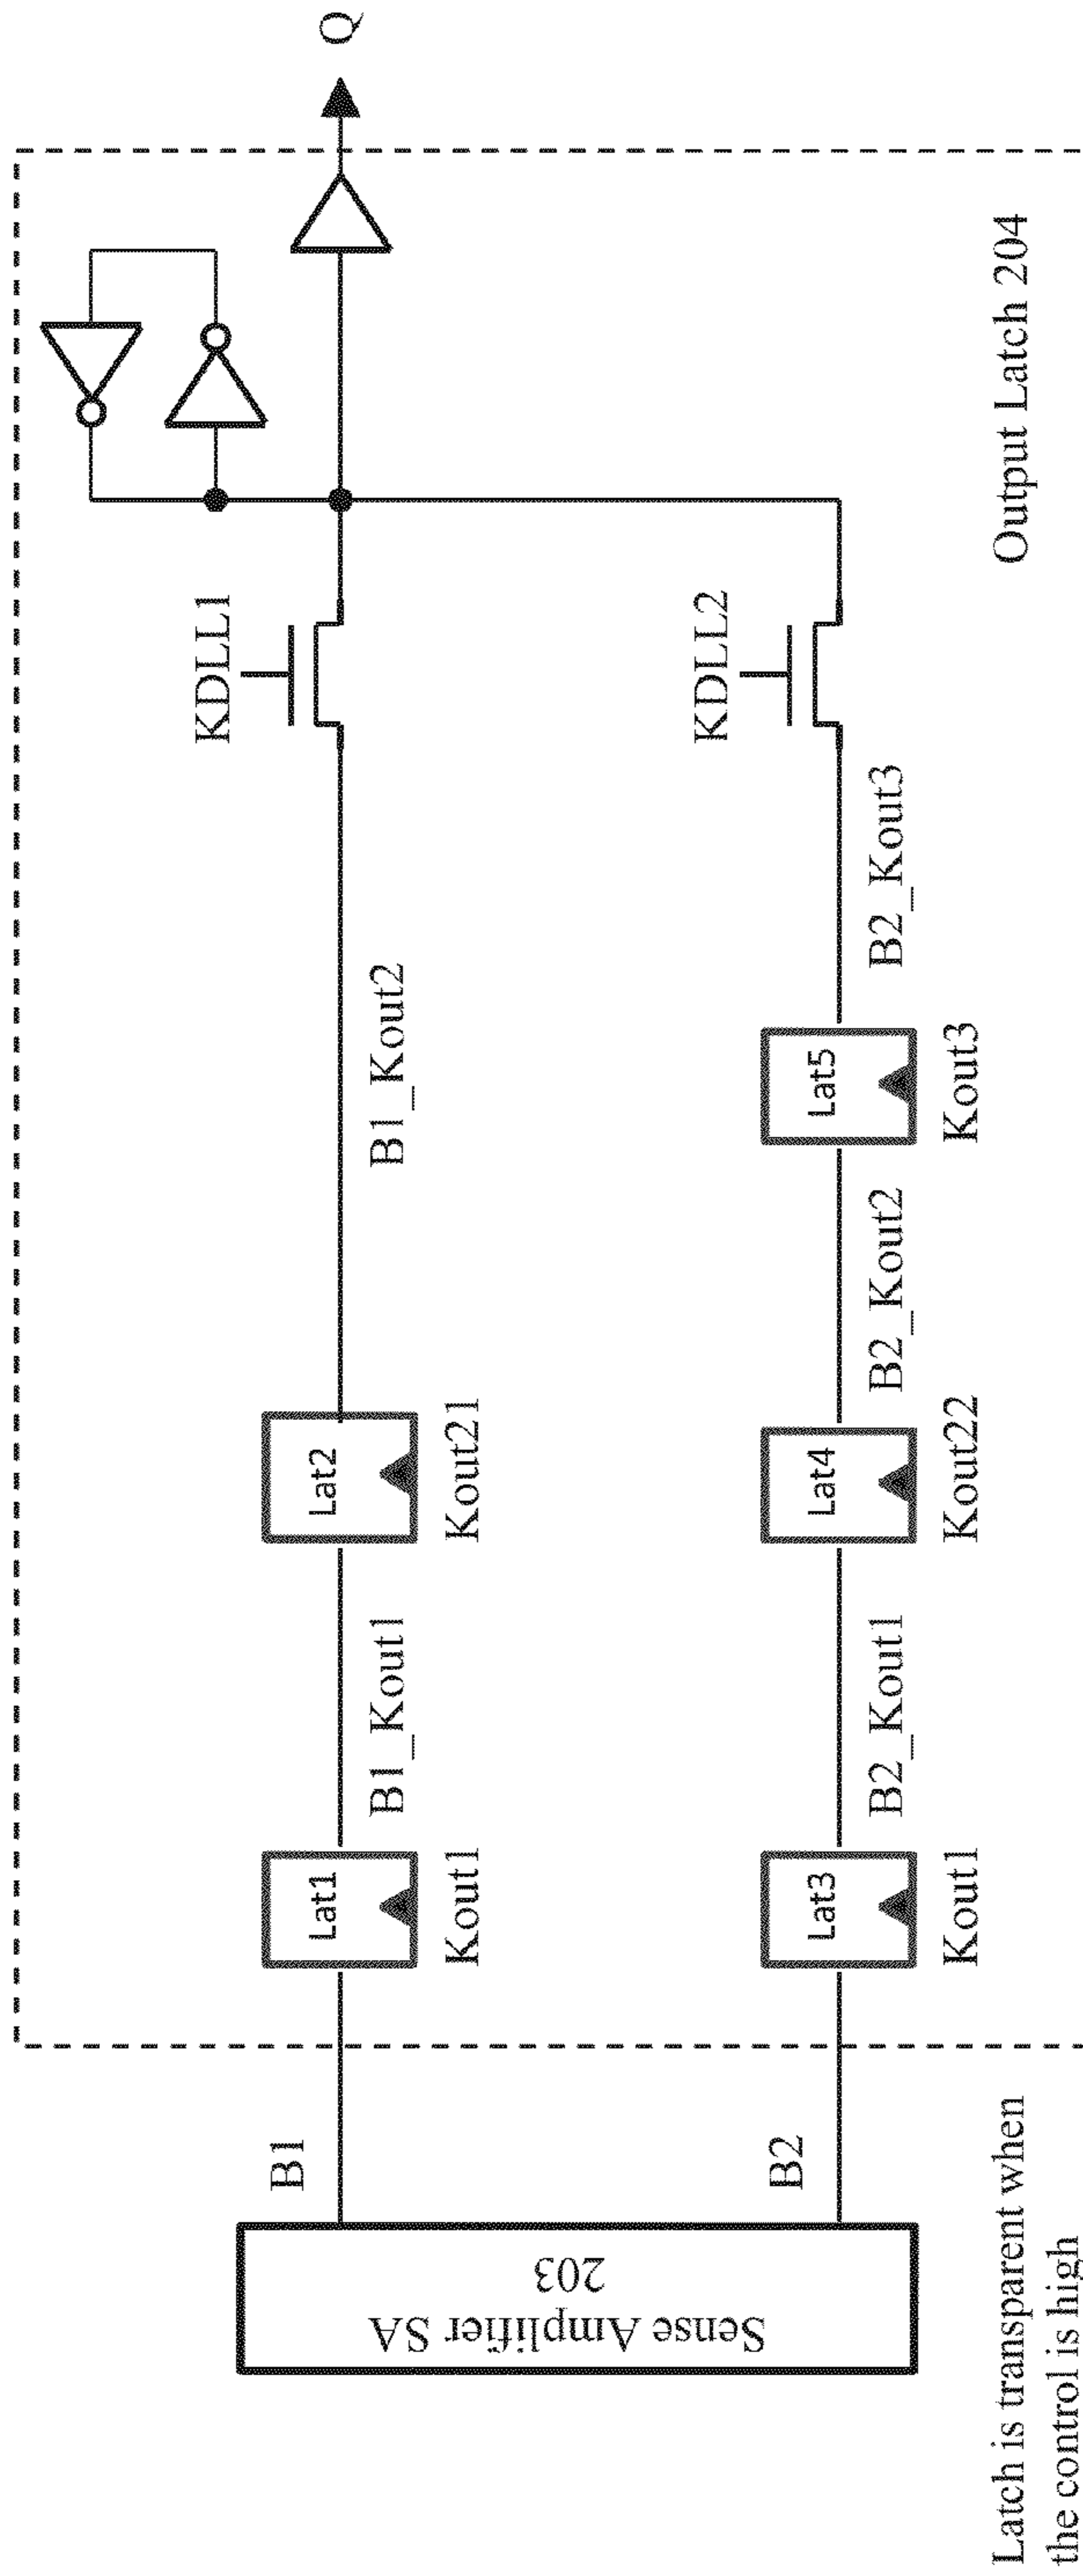 Sense Amplifier SA
203
B1
Lat1
Kout1
B1_Kout1
Lat2
Kout21
B1_Kout2
KDLL1
Q
B2
Lat3
Kout1
B2_Kout1
Lat4
Kout22
B2_Kout2
Lat5
Kout3
B2_Kout3
KDLL2
Latch is transparent when
the control is high
Output Latch 204